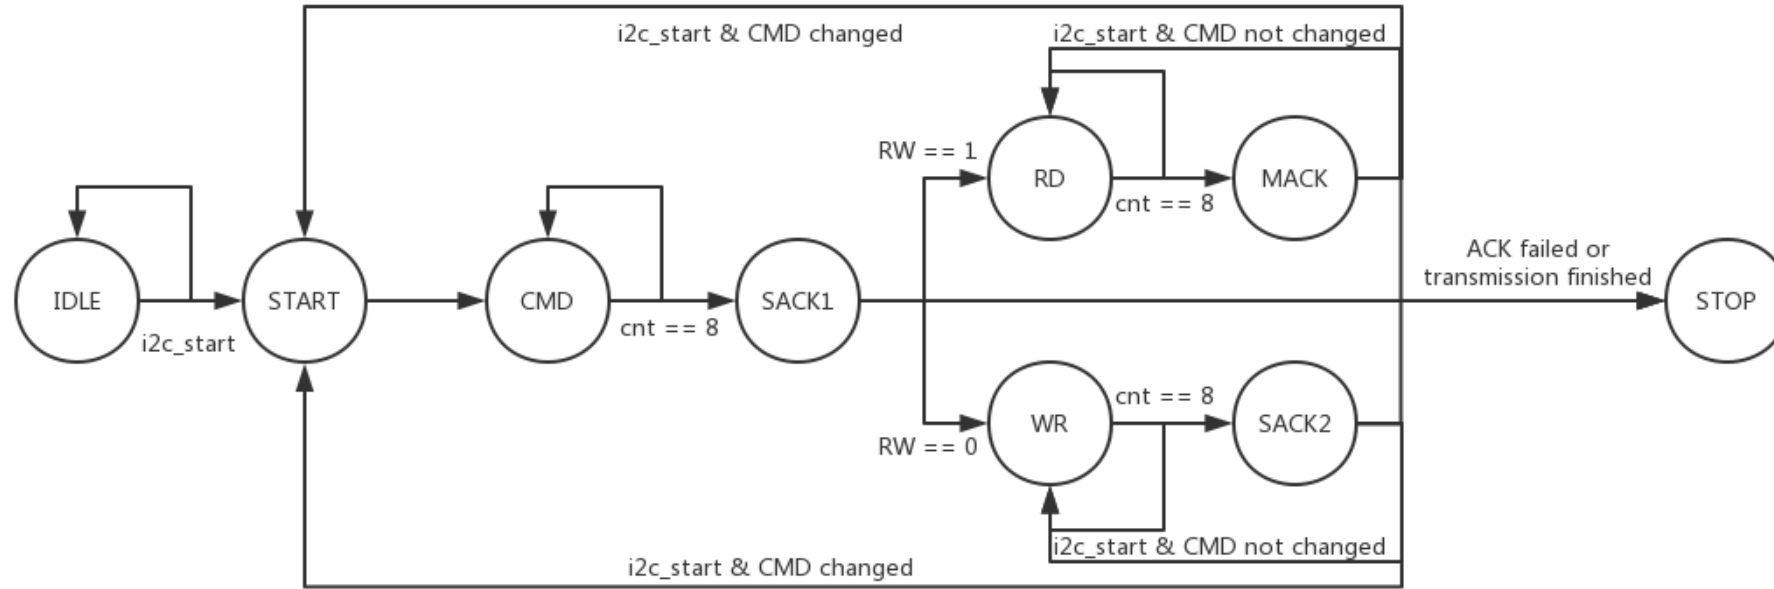 i2c_start & CMD changed
i2c_start & CMD not changed
RW == 1
RD
cnt == 8
MACK
ACK failed or
transmission finished
IDLE
i2c_start
START
CMD
cnt == 8
SACK1
STOP
RW == 0
WR
cnt == 8
SACK2
i2c_start & CMD not changed
i2c_start & CMD changed